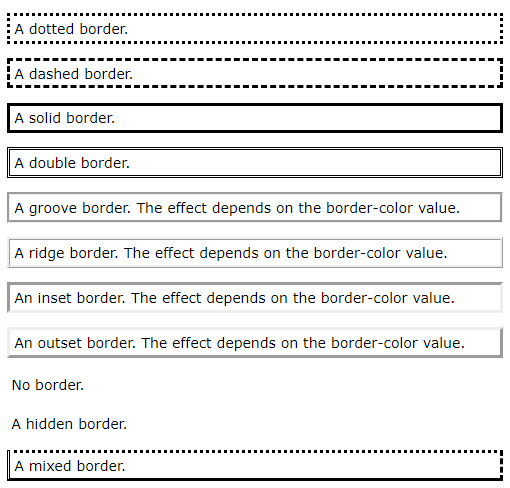 A dotted border.
A dashed border.
A solid border.
A double border.
A groove border. The effect depends on the border-color value.
A ridge border. The effect depends on the border-color value.
An inset border. The effect depends on the border-color value.
An outset border. The effect depends on the border-color value.
No border.
A hidden border.
A mixed border.